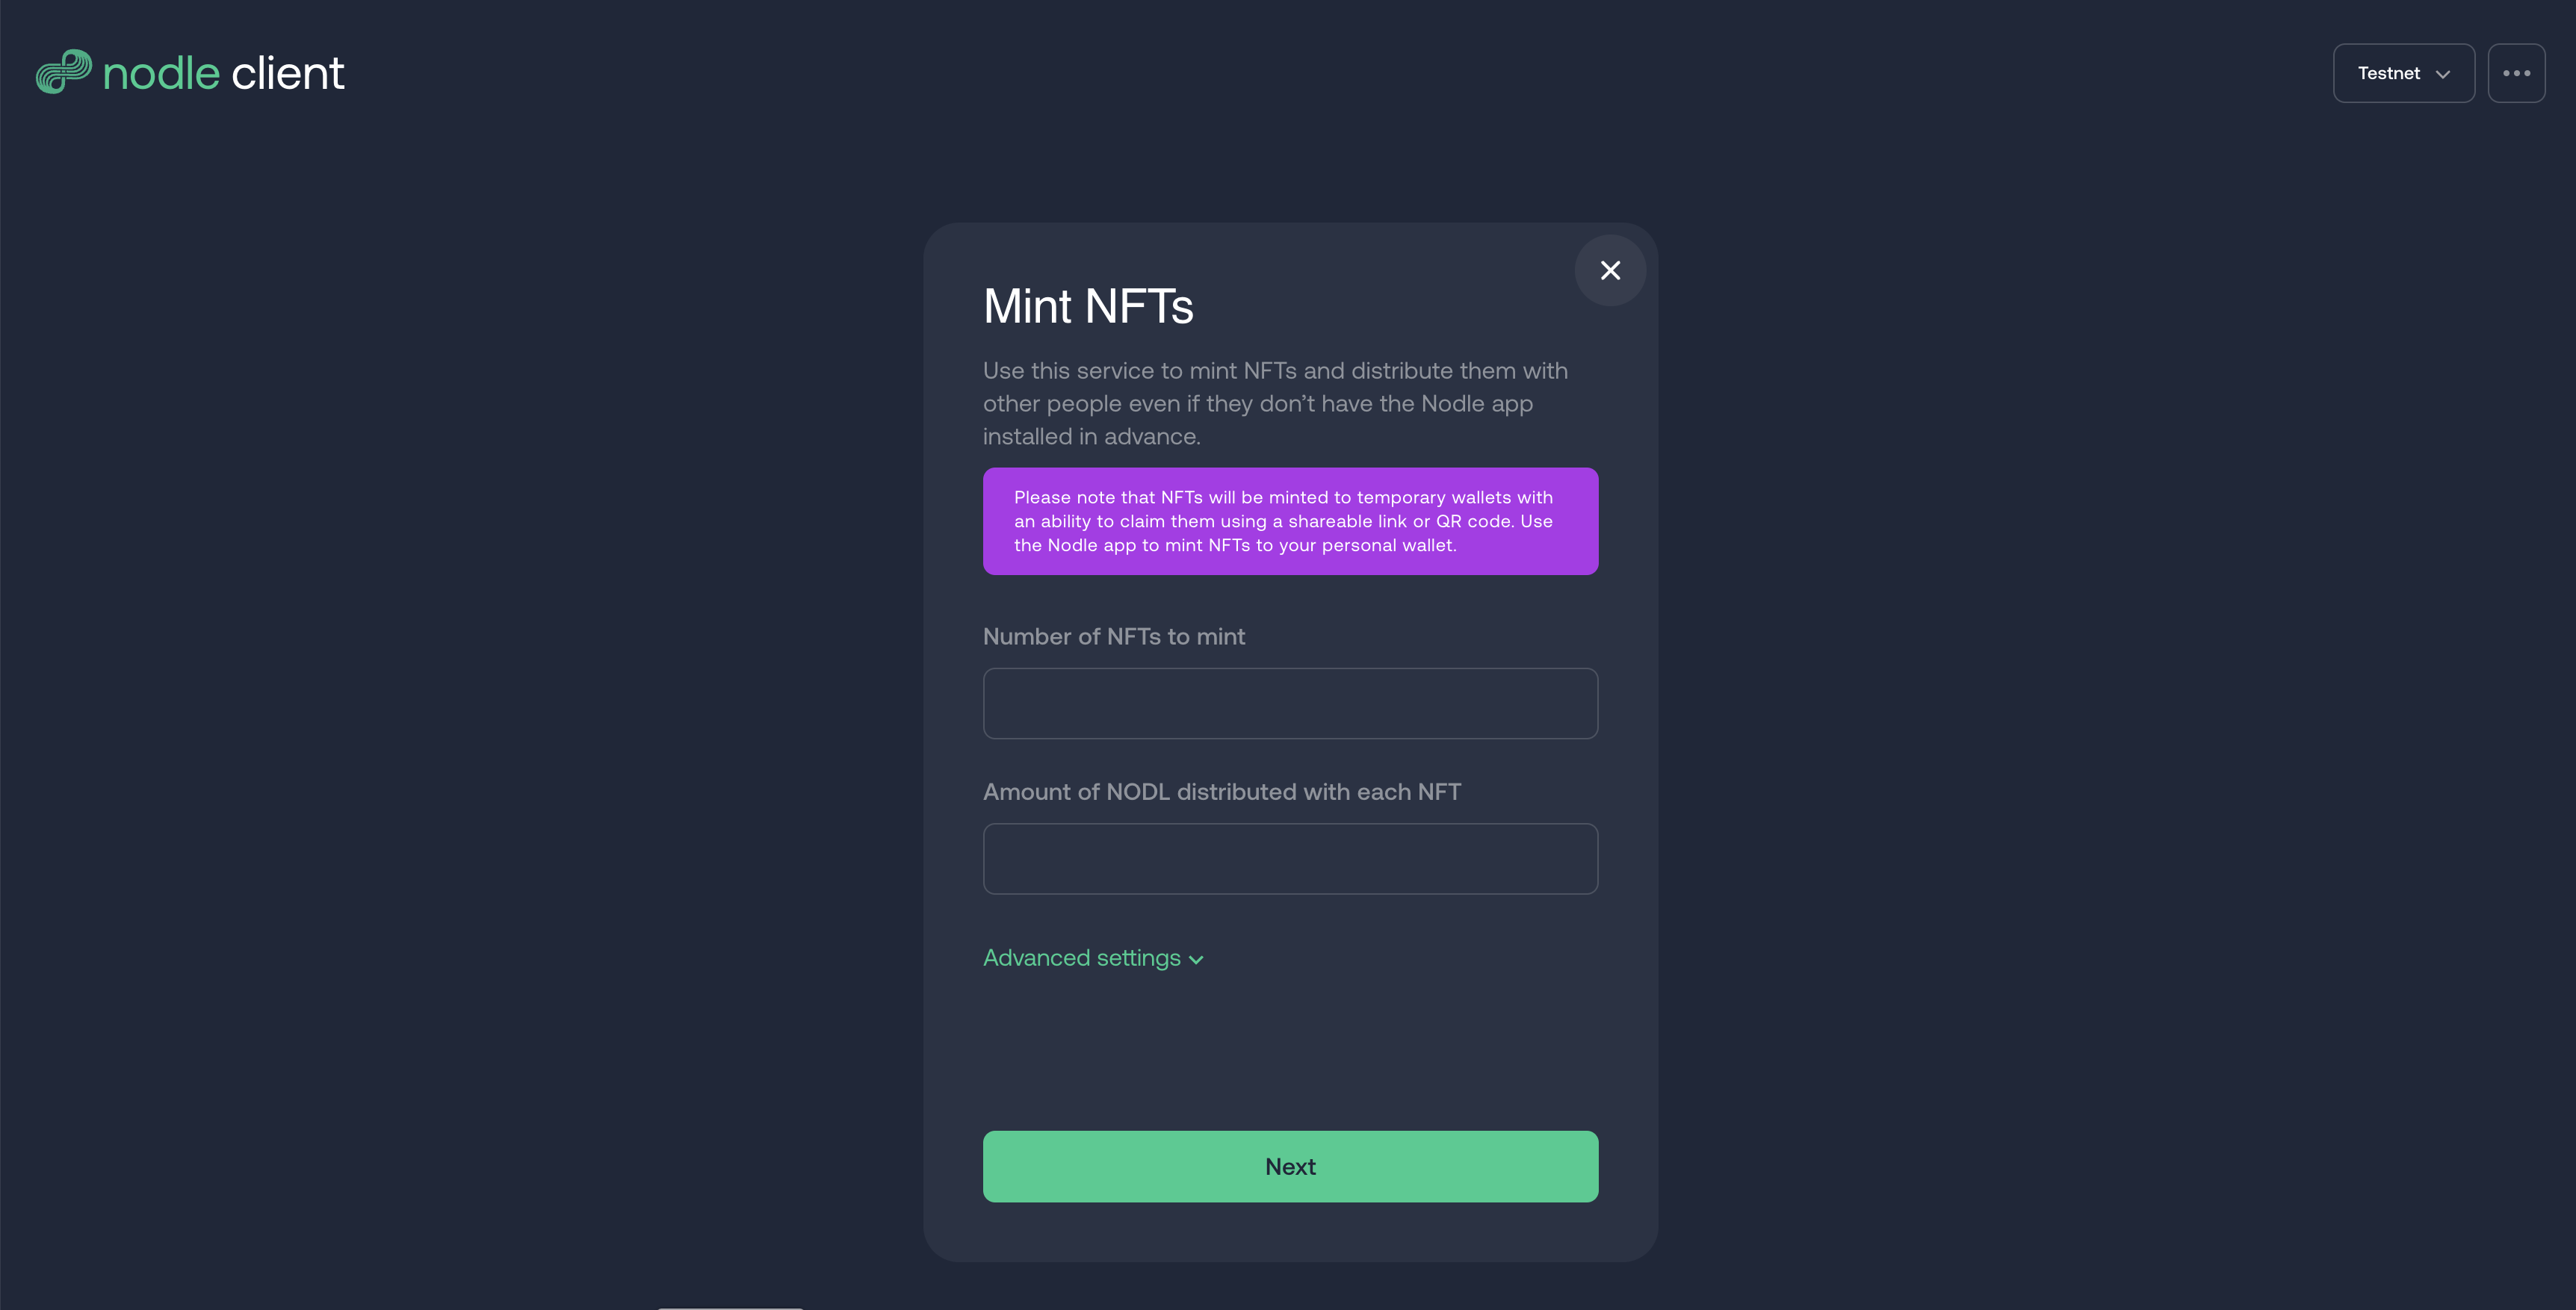 nodle client
Testnet
Mint NFTs
Use this service to mint NFTs and distribute them with
other people even if they don’t have the Nodle app
installed in advance.
Please note that NFTs will be minted to temporary wallets with
an ability to claim them using a shareable link or QR code. Use
the Nodle app to mint NFTs to your personal wallet.
Number of NFTs to mint
Amount of NODL distributed with each NFT
Advanced settings
Next